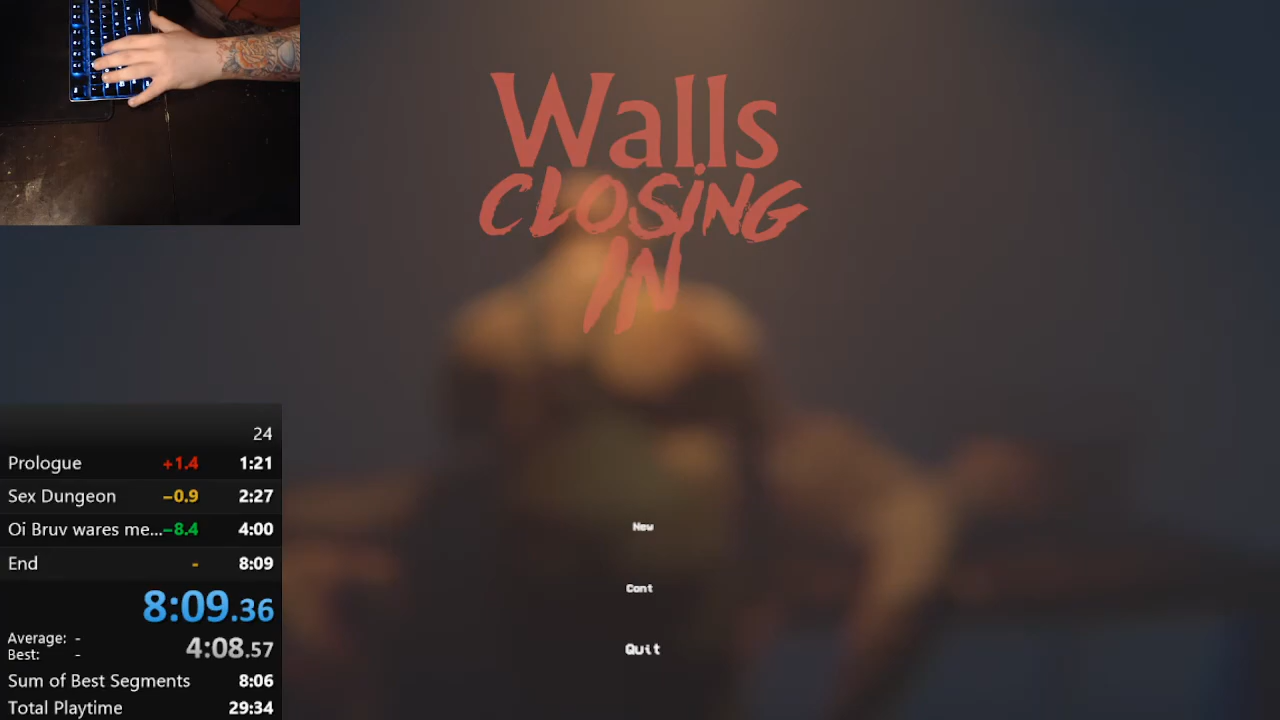 Walls
CLOSING
IN
24
Prologue +1.4 1:21
Sex Dungeon −0.9 2:27
Oi Bruv wares me... −8.4 4:00
End - 8:09
8:09.36
Average: -
Best: -
4:08.57
Sum of Best Segments 8:06
Total Playtime 29:34
New
Cont
Quit